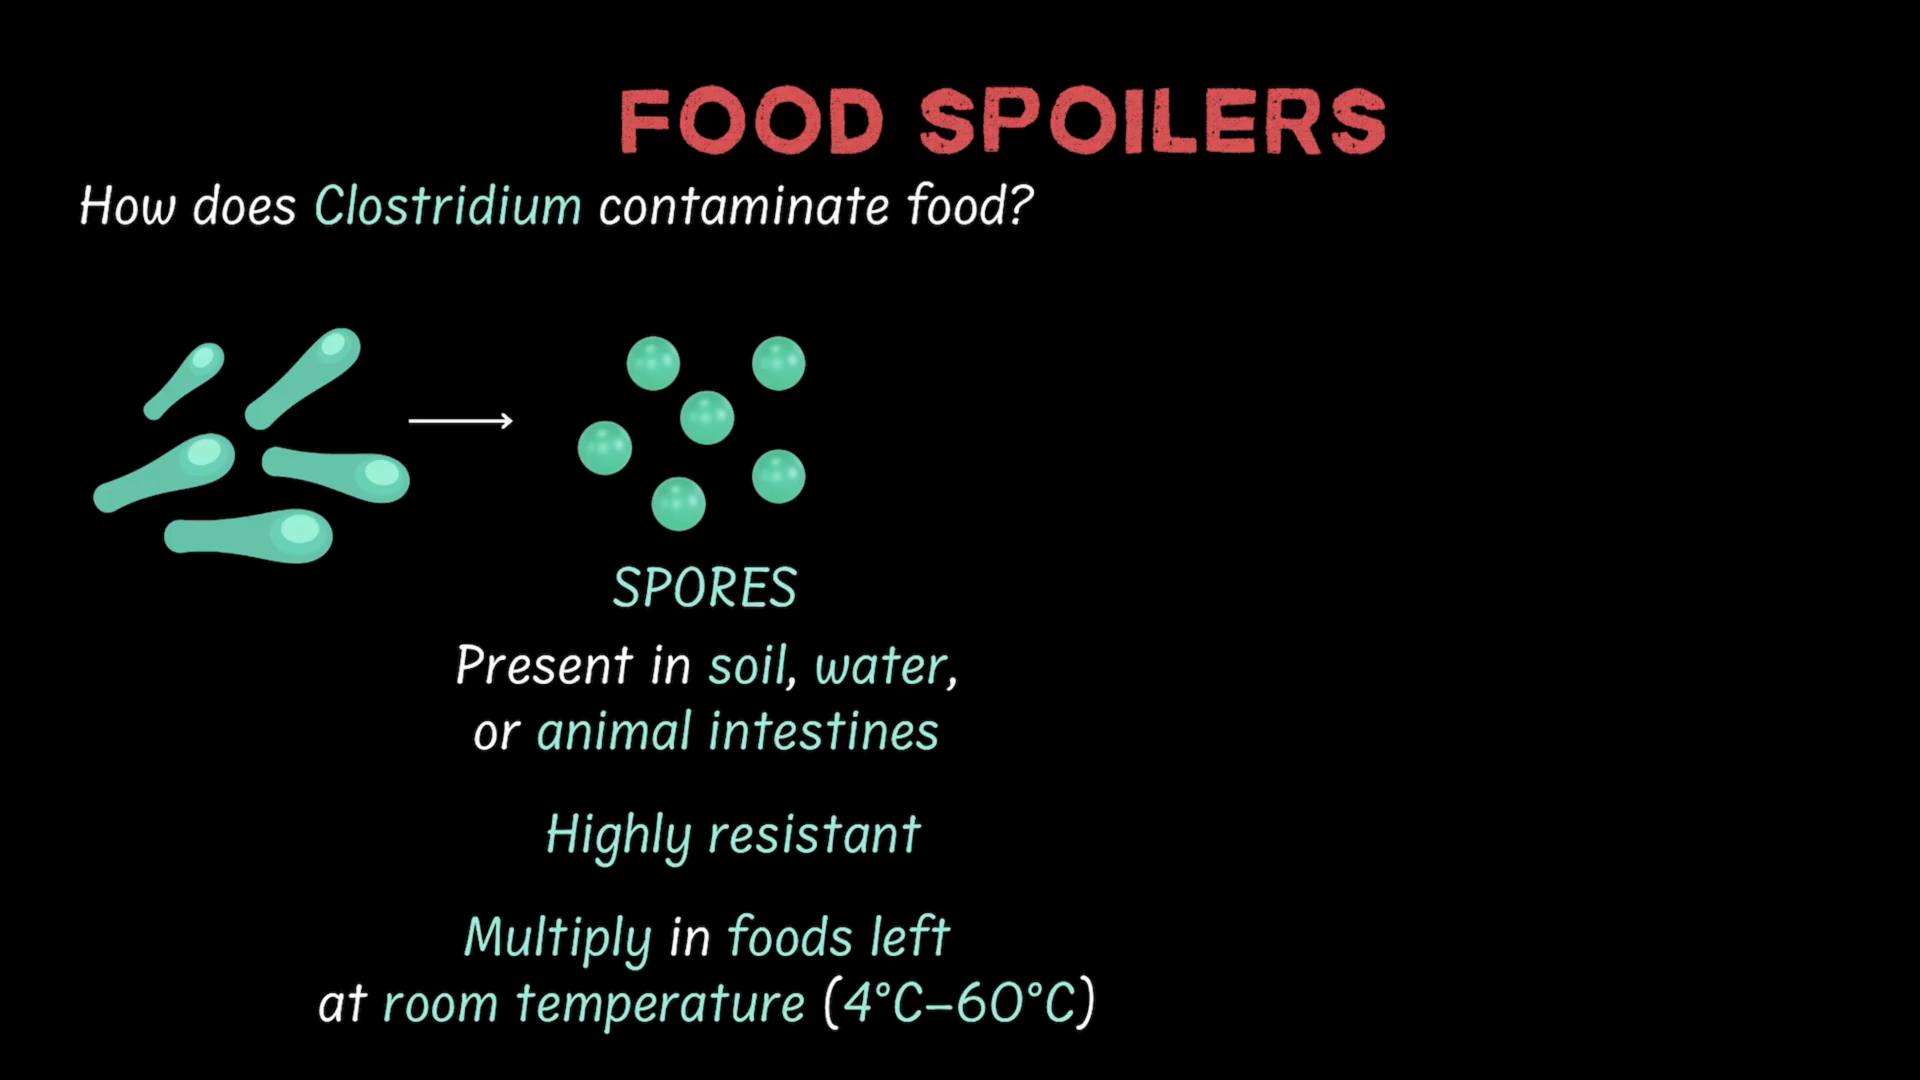 FOOD SPOILERS
How does Clostridium contaminate food?
SPORES
Present in soil, water,
or animal intestines
Highly resistant
Multiply in foods left
at room temperature (4°C–60°C)